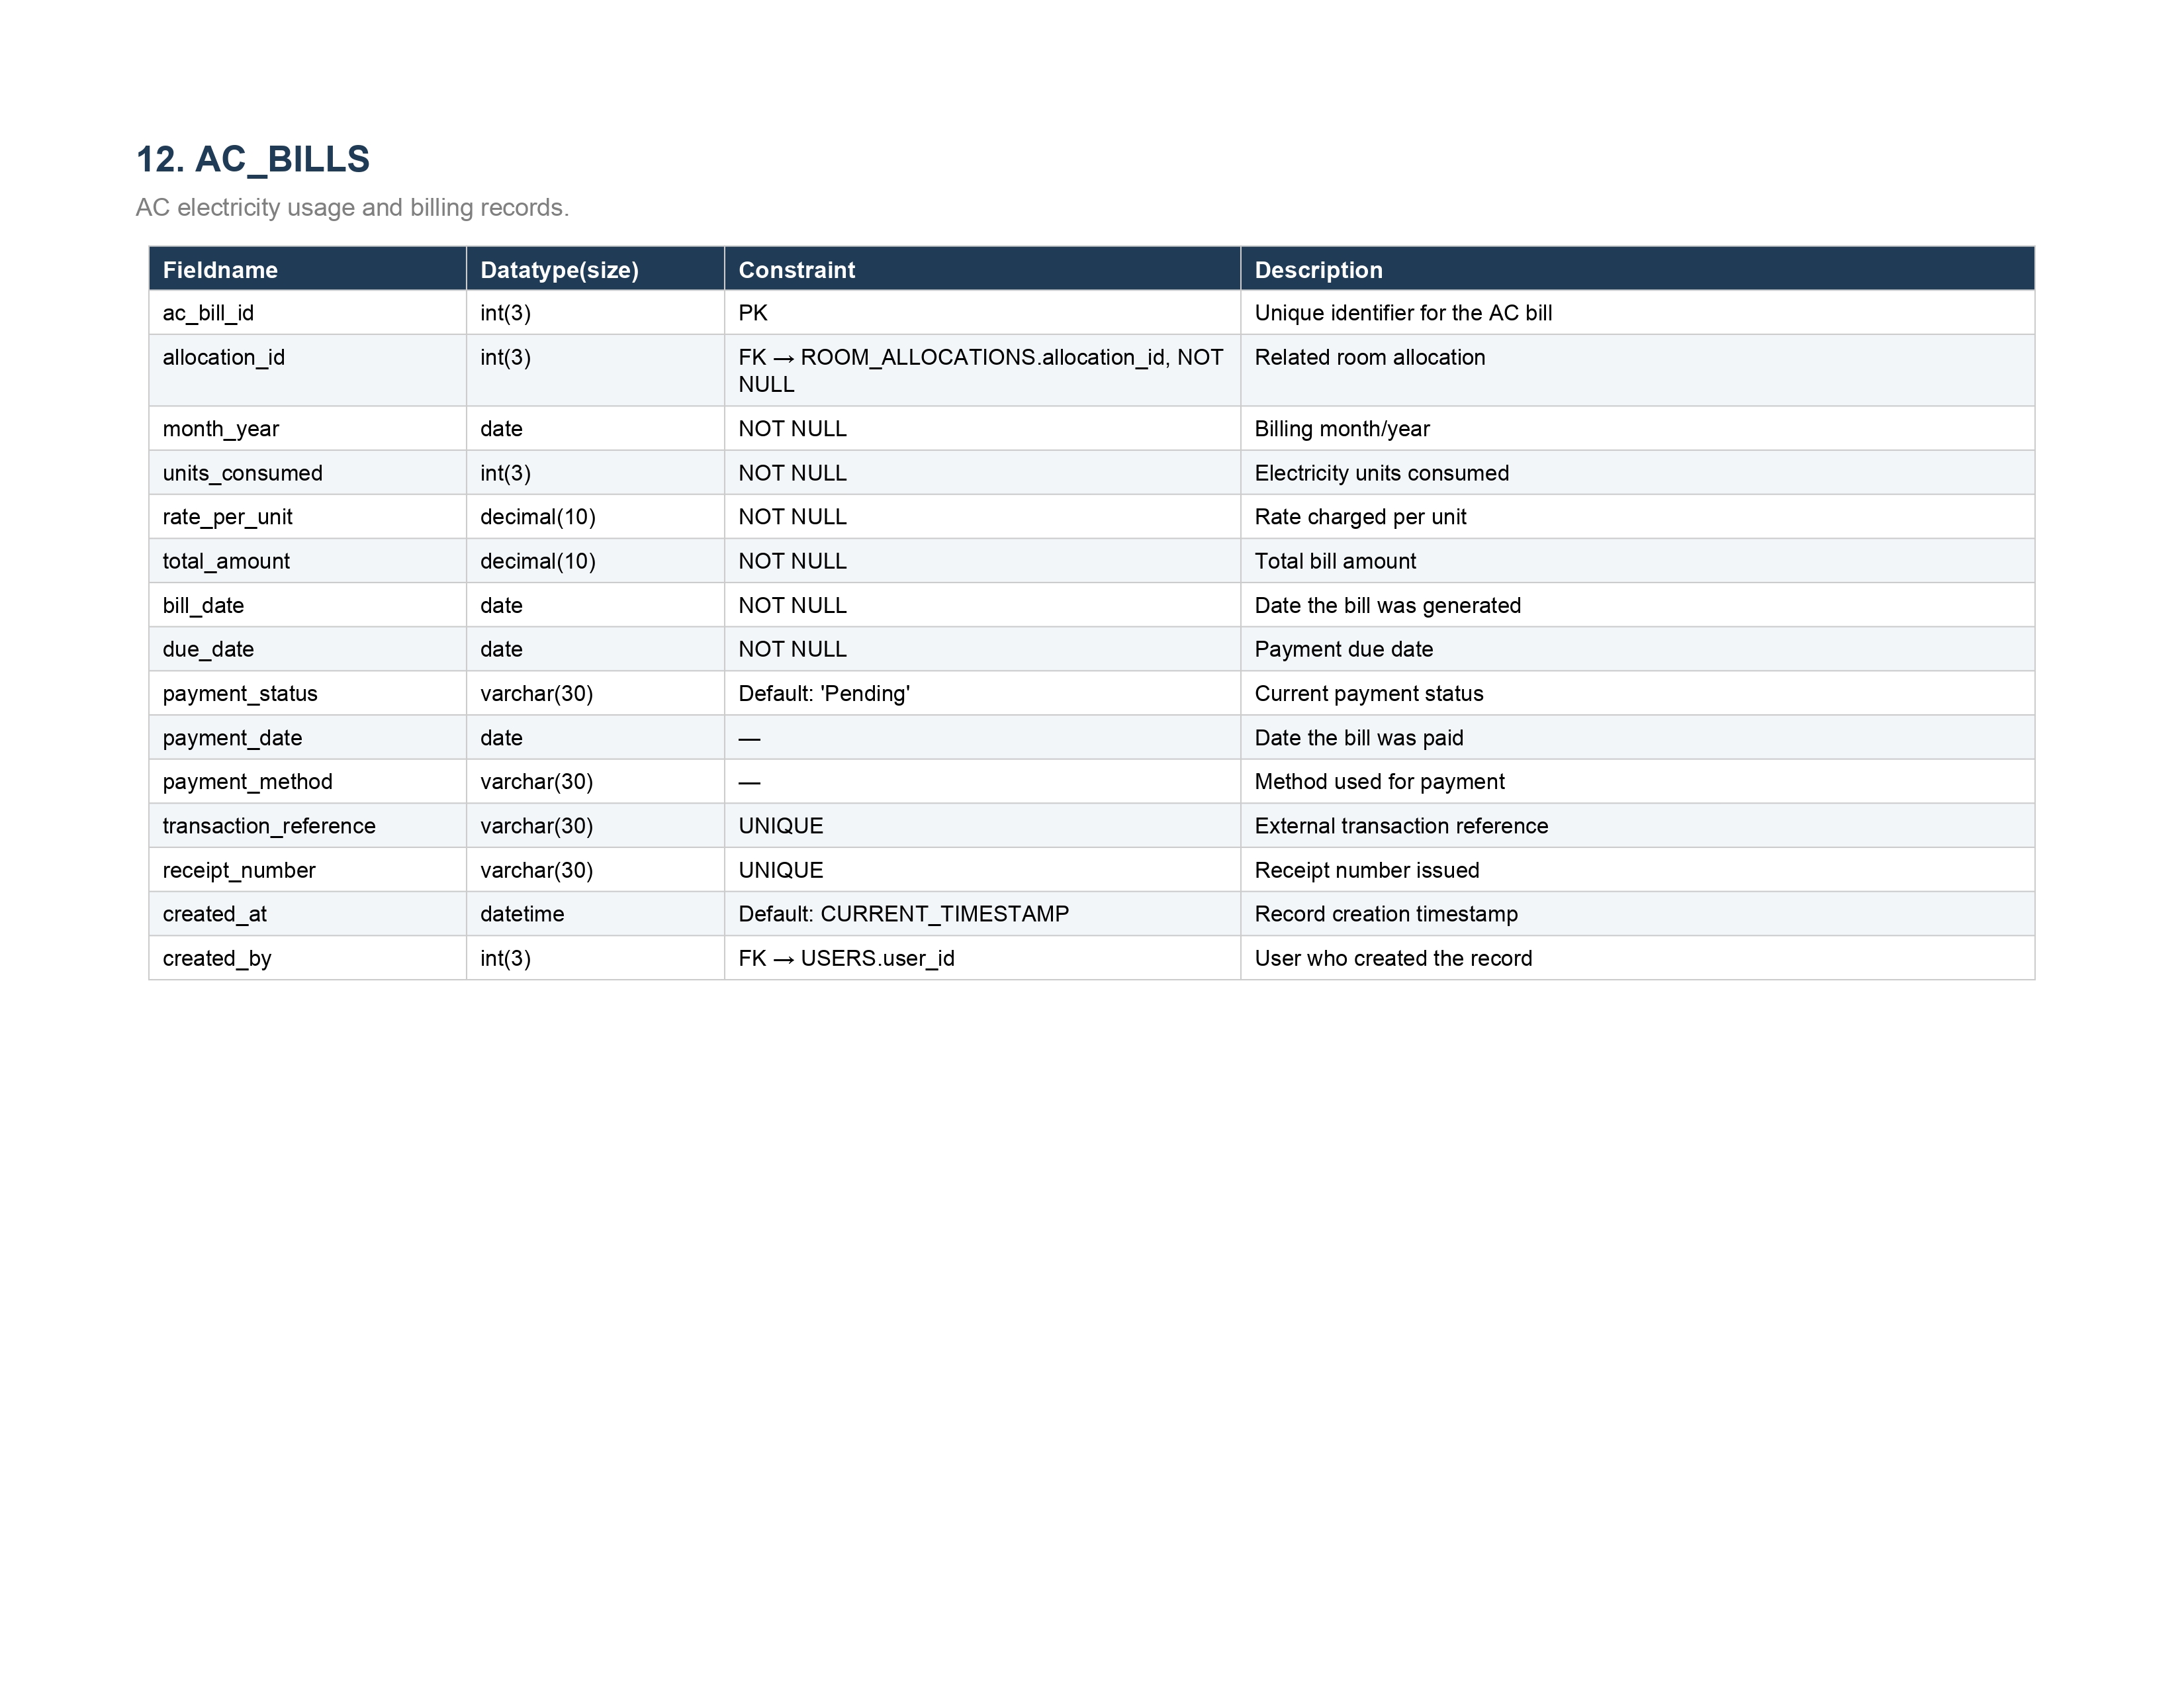 12. AC_BILLS
AC electricity usage and billing records.
Fieldname Datatype(size) Constraint Description
ac_bill_id int(3) PK Unique identifier for the AC bill
allocation_id int(3) FK → ROOM_ALLOCATIONS.allocation_id, NOT Related room allocation
NULL
month_year date NOT NULL Billing month/year
units_consumed int(3) NOT NULL Electricity units consumed
rate_per_unit decimal(10) NOT NULL Rate charged per unit
total_amount decimal(10) NOT NULL Total bill amount
bill_date date NOT NULL Date the bill was generated
due_date date NOT NULL Payment due date
payment_status varchar(30) Default: 'Pending' Current payment status
payment_date date — Date the bill was paid
payment_method varchar(30) — Method used for payment
transaction_reference varchar(30) UNIQUE External transaction reference
receipt_number varchar(30) UNIQUE Receipt number issued
created_at datetime Default: CURRENT_TIMESTAMP Record creation timestamp
created_by int(3) FK → USERS.user_id User who created the record